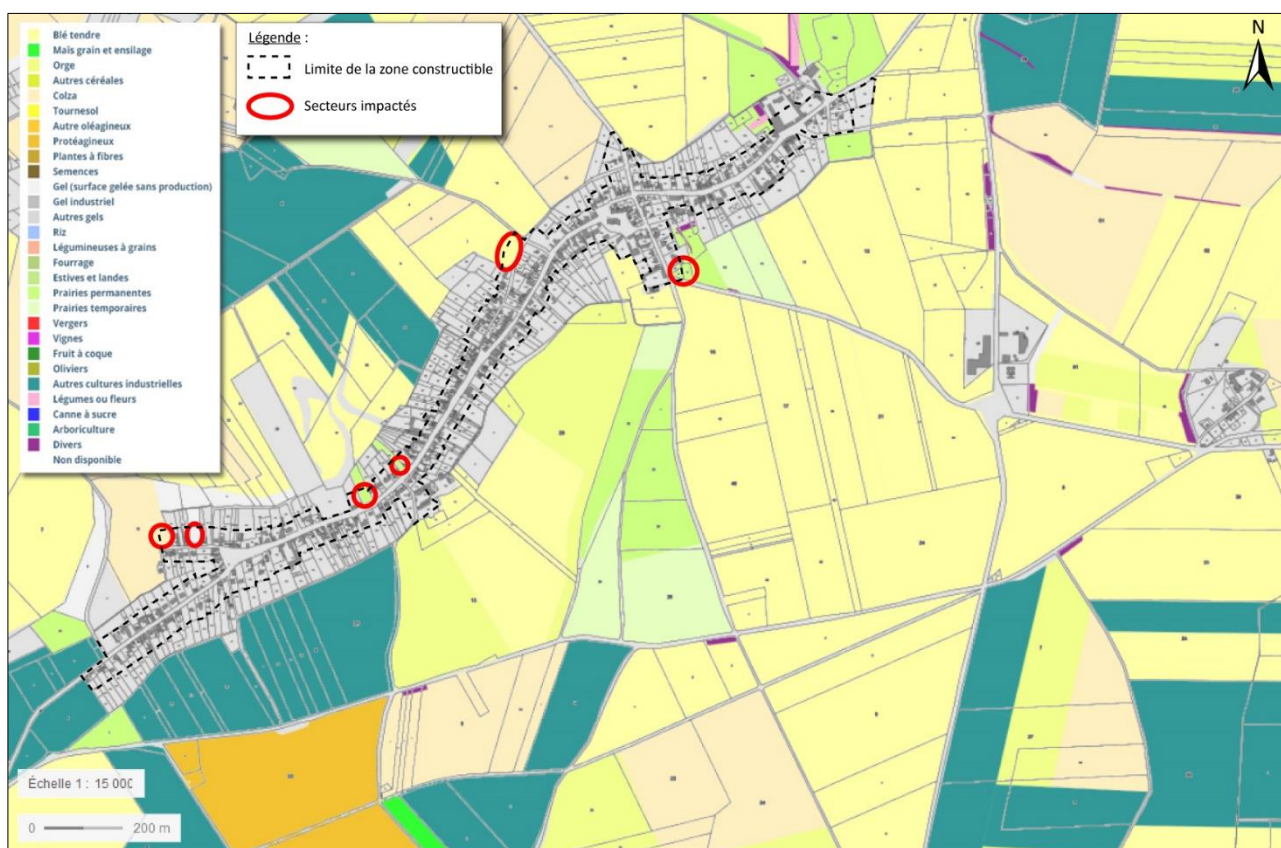 Blé tendre
Maïs grain et ensilage
Orge
Autres céréales
Colza
Tournesol
Autre oléagineux
Protéagineux
Plantes à fibres
Semences
Gel (surface gelée sans production)
Gel industriel
Autres gels
Riz
Légumineuses à grains
Fourrage
Estives et landes
Prairies permanentes
Prairies temporaires
Vergers
Vignes
Fruit à coque
Oliviers
Autres cultures industrielles
Légumes ou fleurs
Canne à sucre
Arboriculture
Divers
Non disponible
Légende :
Limite de la zone constructible
Secteurs impactés
N
Échelle 1 : 15 000
0 200 m